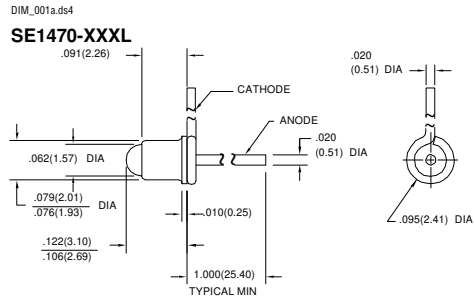 DIM_001a.ds4
SE1470-XXXL
.091(2.26)
CATHODE
ANODE
.020
(0.51) DIA
.062(1.57) DIA
.079(2.01)
.076(1.93) DIA
.010(0.25)
.122(3.10)
.106(2.69)
1.000(25.40)
TYPICAL MIN
.020
(0.51) DIA
.095(2.41) DIA